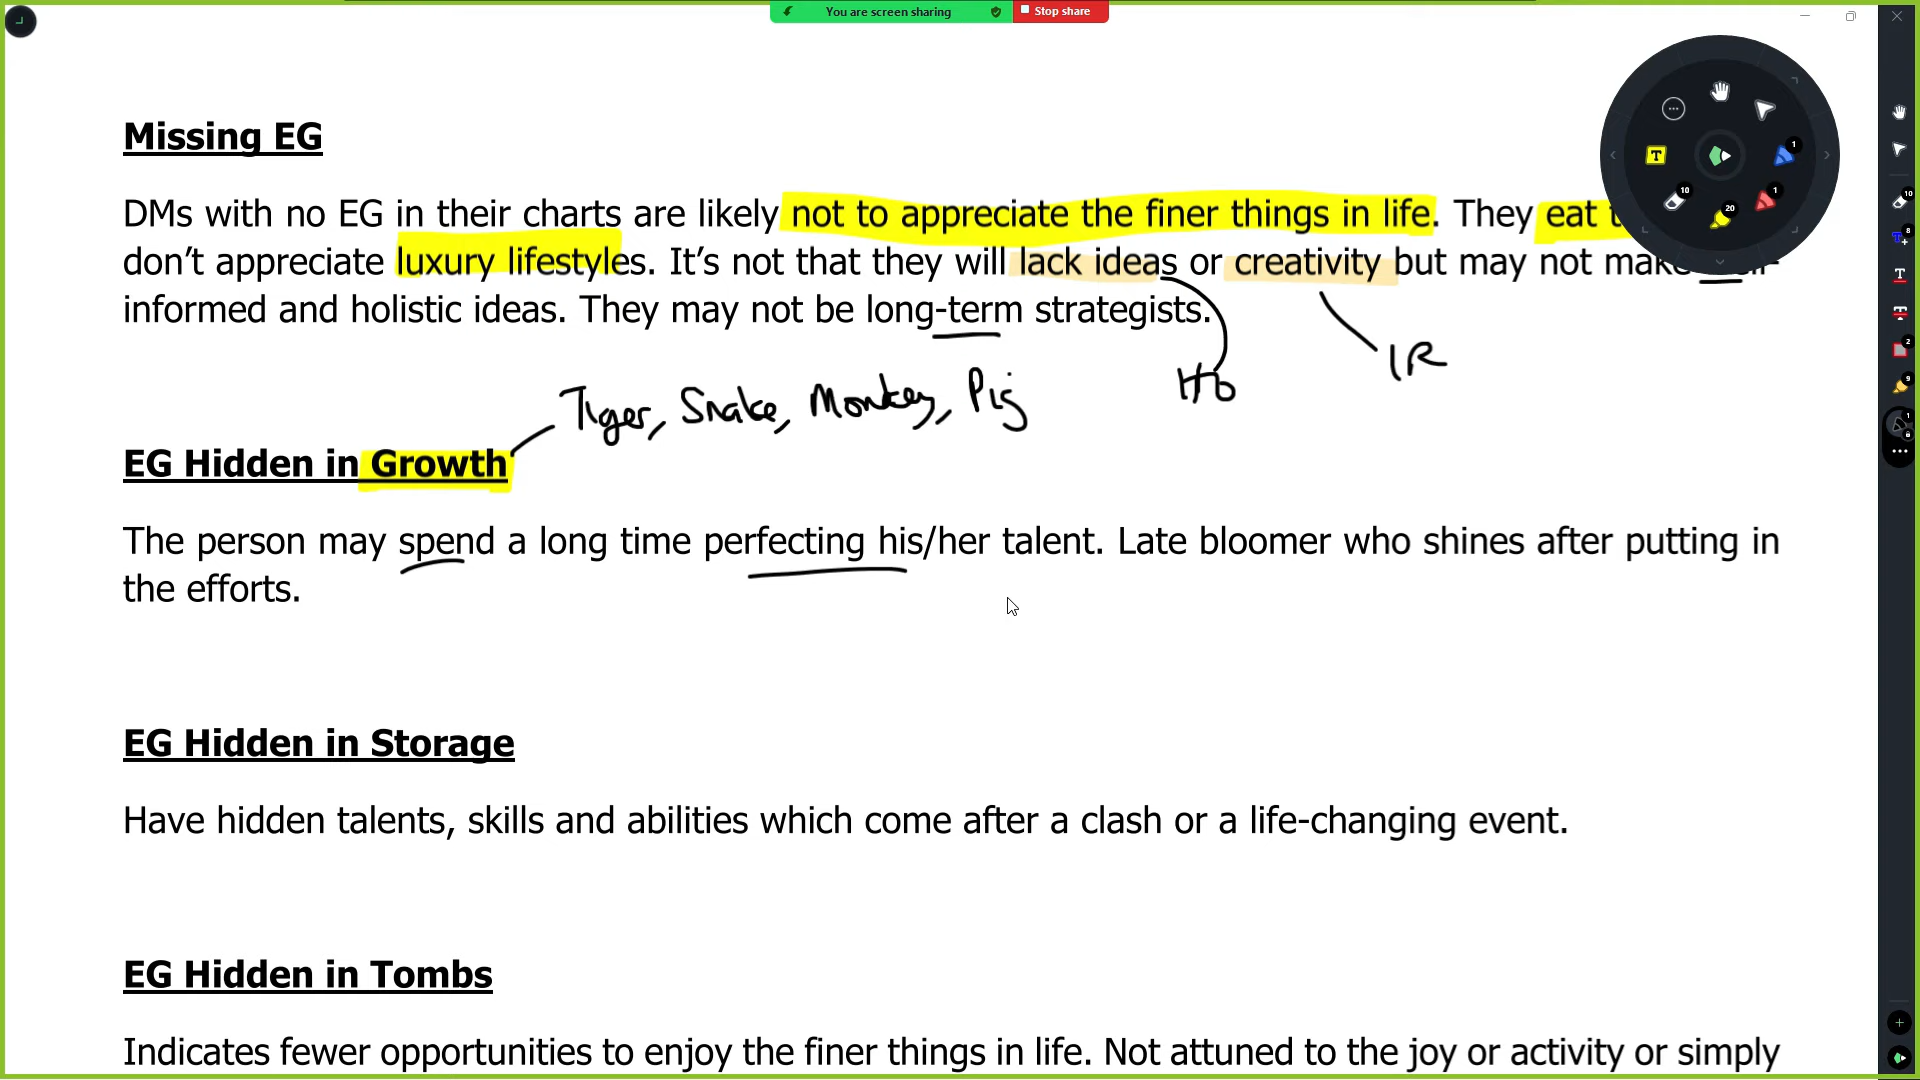 You are screen sharing Stop share
Missing EG
DMs with no EG in their charts are likely not to appreciate the finer things in life. They eat
don’t appreciate luxury lifestyles. It’s not that they will lack ideas or creativity but may not make
informed and holistic ideas. They may not be long-term strategists.
IR
HO
Tiger, Snake, Monkey, Pig
EG Hidden in Growth
The person may spend a long time perfecting his/her talent. Late bloomer who shines after putting in
the efforts.
EG Hidden in Storage
Have hidden talents, skills and abilities which come after a clash or a life-changing event.
EG Hidden in Tombs
Indicates fewer opportunities to enjoy the finer things in life. Not attuned to the joy or activity or simply